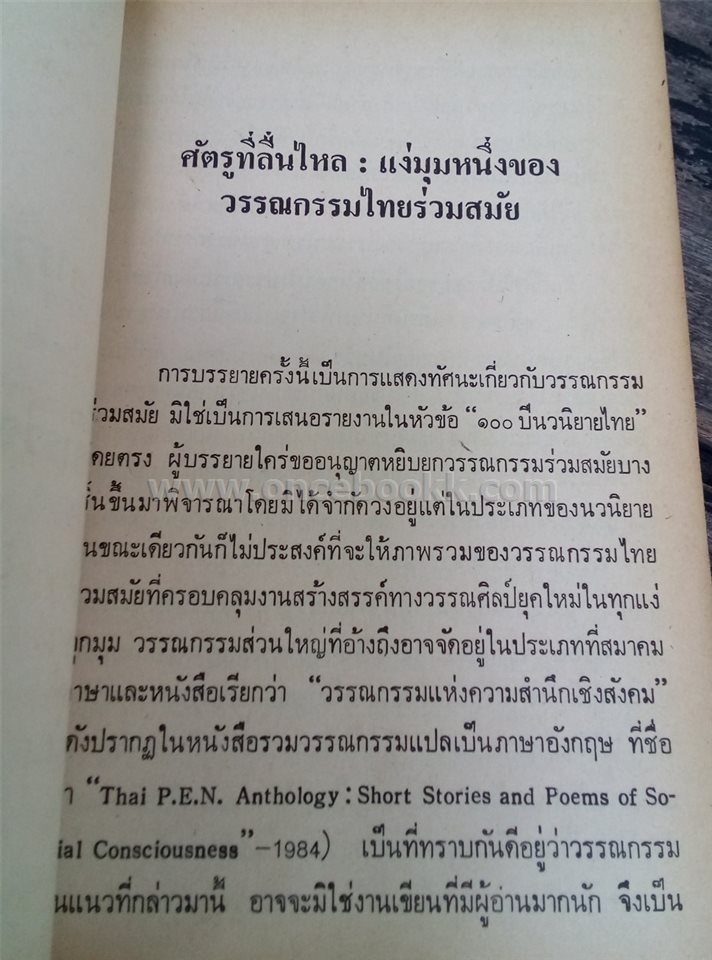 ศัตรูที่ลื่นไหล : แง่มุมหนึ่งของ
วรรณกรรมไทยร่วมสมัย
การบรรยายครั้งนี้เป็นการแสดงทัศนะเกี่ยวกับวรรณกรรม
ร่วมสมัย มิใช่เป็นการเสนอรายงานในหัวข้อ “๑๐๐ ปีนวนิยายไทย”
ดยตรง ผู้บรรยายใคร่ขออนุญาตหยิบยกวรรณกรรมร่วมสมัยบาง
ชิ้นขึ้นมาพิจารณาโดยมิได้จำกัดวงอยู่แต่ในประเภทของนวนิยาย
www.onsebookk.com
นขณะเดียวกันก็ไม่ประสงค์ที่จะให้ภาพรวมของวรรณกรรมไทย
วมสมัยที่ครอบคลุมงานสร้างสรรค์ทางวรรณศิลป์ยุคใหม่ในทุกแง่
ทุกมุม วรรณกรรมส่วนใหญ่ที่อ้างถึงอาจจัดอยู่ในประเภทที่สมาคม
าษาและหนังสือเรียกว่า “วรรณกรรมแห่งความสำนึกเชิงสังคม”
ดังปรากฏในหนังสือรวมวรรณกรรมแปลเป็นภาษาอังกฤษ ที่ชื่อ
า “Thai P.E.N. Anthology: Short Stories and Poems of So-
ial Consciousness”-1984) เป็นที่ทราบกันดีอยู่ว่าวรรณกรรม
นแนวที่กล่าวมานี้ อาจจะมิใช่งานเขียนที่มีผู้อ่านมากนัก จึงเป็น